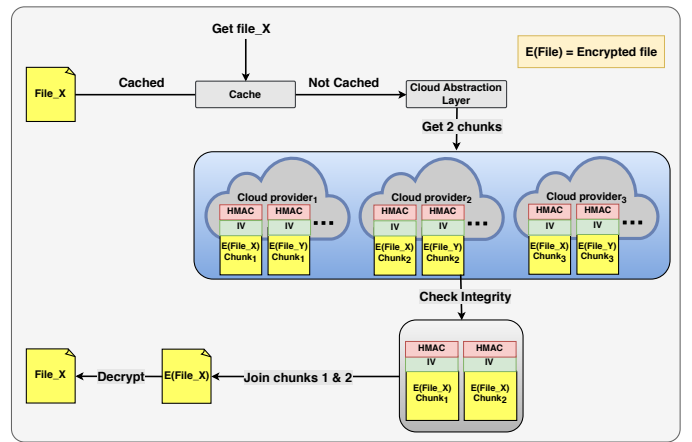 Get file_X
E(File) = Encrypted file
File_X
Cached
Cache
Not Cached
Cloud Abstraction
Layer
Get 2 chunks
Cloud provider1
HMAC
HMAC
IV
IV
...
E(File_X)
Chunk1
E(File_Y)
Chunk1
Cloud provider2
HMAC
HMAC
IV
IV
...
E(File_X)
Chunk2
E(File_Y)
Chunk2
Cloud provider3
HMAC
HMAC
IV
IV
...
E(File_X)
Chunk3
E(File_Y)
Chunk3
Check Integrity
HMAC
HMAC
IV
IV
E(File_X)
Chunk1
E(File_X)
Chunk2
File_X
Decrypt
E(File_X)
Join chunks 1 & 2